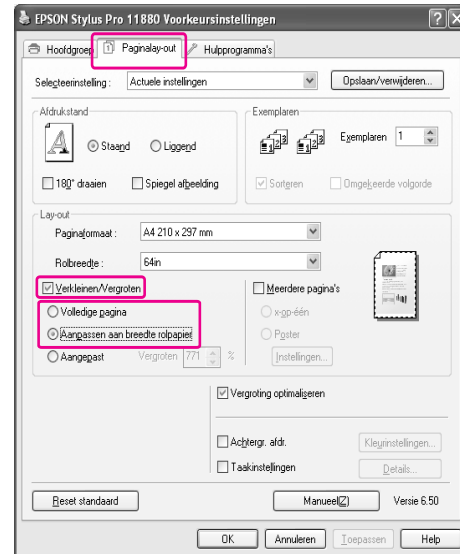 EPSON Stylus Pro 11880 Voorkeursinstellingen
Hoofdgroep Paginalay-out Hulpprogramma's
Selecteerinstelling : Actuele instellingen Opslaan/verwijderen...
Afdrukstand Exemplaren
Staand Liggend Exemplaren 1
180° draaien Spiegel afbeelding Sorteren Omgekeerde volgorde
Lay-out
Paginaformaat : A4 210 x 297 mm
Rolbreedte : 64in
Verkleinen/Vergroten Meerdere pagina's
Volledige pagina x-op-één
Aanpassen aan breedte rolpapier Poster
Aangepast Vergroten 771 % Instellingen...
Vergroting optimaliseren
Achtergr. afdr. Kleurinstellingen...
Taakinstellingen Details...
Reset standaard Manueel(Z) Versie 6.50
OK Annuleren Toepassen Help